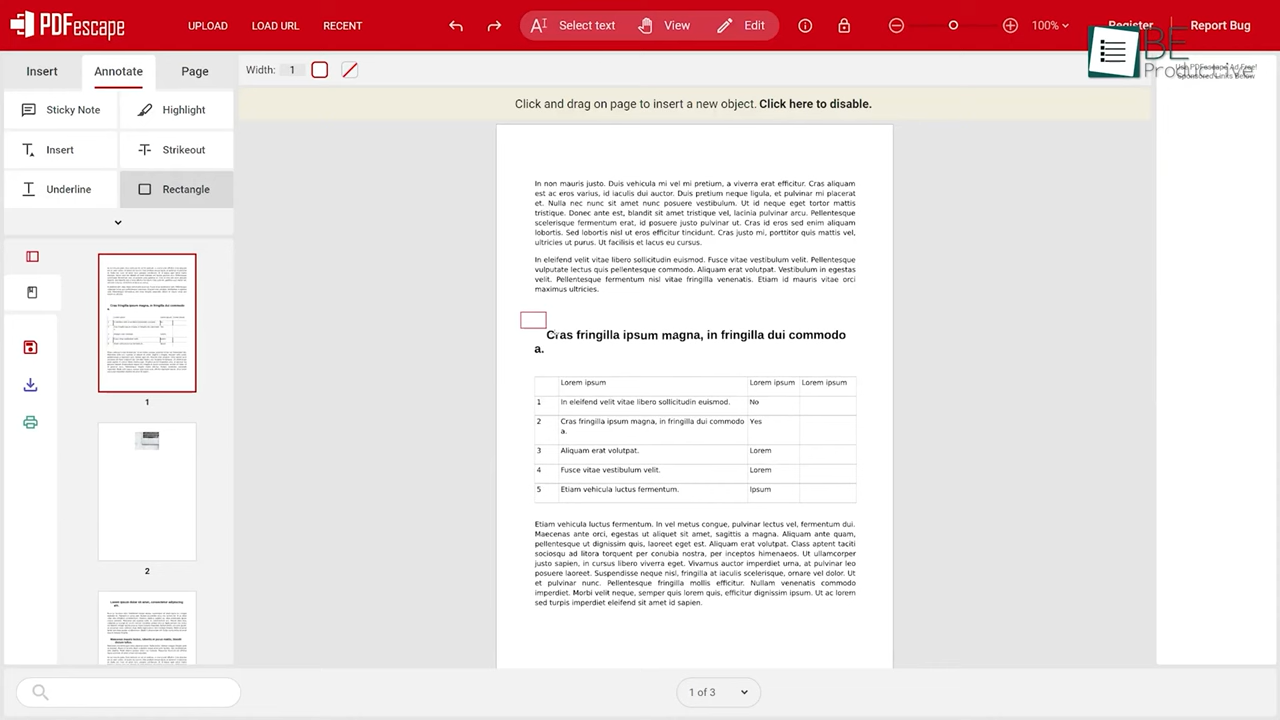 PDFescape
UPLOAD
LOAD URL
RECENT
Select text
View
Edit
100%
Register
Report Bug
BE
Productive
Use PDFescape Ad Free!
Sponsored Links Below
Insert
Annotate
Page
Width: 1
Sticky Note
Highlight
Insert
Strikeout
Underline
Rectangle
Click and drag on page to insert a new object. Click here to disable.
In non mauris justo. Duis vehicula mi vel mi pretium, a viverra erat efficitur. Cras aliquam
est ac eros varius, id iaculis dui auctor. Duis pretium neque ligula, et pulvinar mi placerat
et. Nulla nec nunc sit amet nunc posuere vestibulum. Ut id neque eget tortor mattis
tristique. Donec ante est, blandit sit amet tristique vel, lacinia pulvinar arcu. Pellentesque
scelerisque fermentum erat, id posuere justo pulvinar ut. Cras id eros sed enim aliquam
lobortis. Sed lobortis nisl ut eros efficitur tincidunt. Cras justo mi, porttitor quis mattis vel,
ultricies ut purus. Ut facilisis et lacus eu cursus.
In eleifend velit vitae libero sollicitudin euismod. Fusce vitae vestibulum velit. Pellentesque
vulputate lectus quis pellentesque commodo. Aliquam erat volutpat. Vestibulum in egestas
velit. Pellentesque fermentum nisl vitae fringilla venenatis. Etiam id mauris vitae orci
maximus ultricies.
Cras fringilla ipsum magna, in fringilla dui commodo
a.
Lorem ipsum Lorem ipsum Lorem ipsum
1 In eleifend velit vitae libero sollicitudin euismod. No
2 Cras fringilla ipsum magna, in fringilla dui commodo Yes
a.
3 Aliquam erat volutpat. Lorem
4 Fusce vitae vestibulum velit. Lorem
5 Etiam vehicula luctus fermentum. Ipsum
Etiam vehicula luctus fermentum. In vel metus congue, pulvinar lectus vel, fermentum dui.
Maecenas ante orci, egestas ut aliquet sit amet, sagittis a magna. Aliquam ante quam,
pellentesque ut dignissim quis, laoreet eget est. Aliquam erat volutpat. Class aptent taciti
sociosqu ad litora torquent per conubia nostra, per inceptos himenaeos. Ut ullamcorper
justo sapien, in cursus libero viverra eget. Vivamus auctor imperdiet urna, at pulvinar leo
posuere laoreet. Suspendisse neque nisl, fringilla at iaculis scelerisque, ornare vel dolor. Ut
et pulvinar nunc. Pellentesque fringilla mollis efficitur. Nullam venenatis commodo
imperdiet. Morbi velit neque, semper quis lorem quis, efficitur dignissim ipsum. Ut ac lorem
sed turpis imperdiet eleifend sit amet id sapien.
1
2
1 of 3